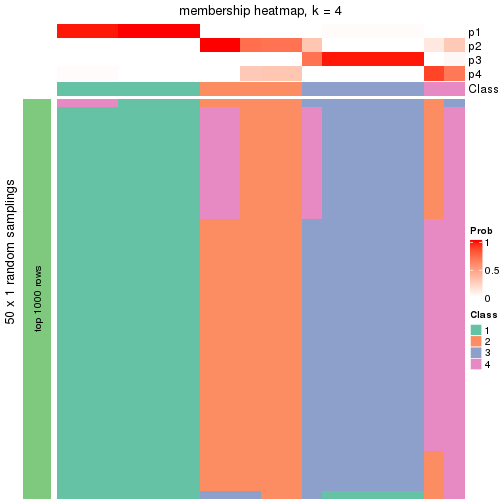 membership heatmap, k = 4
p1
p2
p3
p4
Class
50 x 1 random samplings
top 1000 rows
Prob
1
0.5
0
Class
1
2
3
4